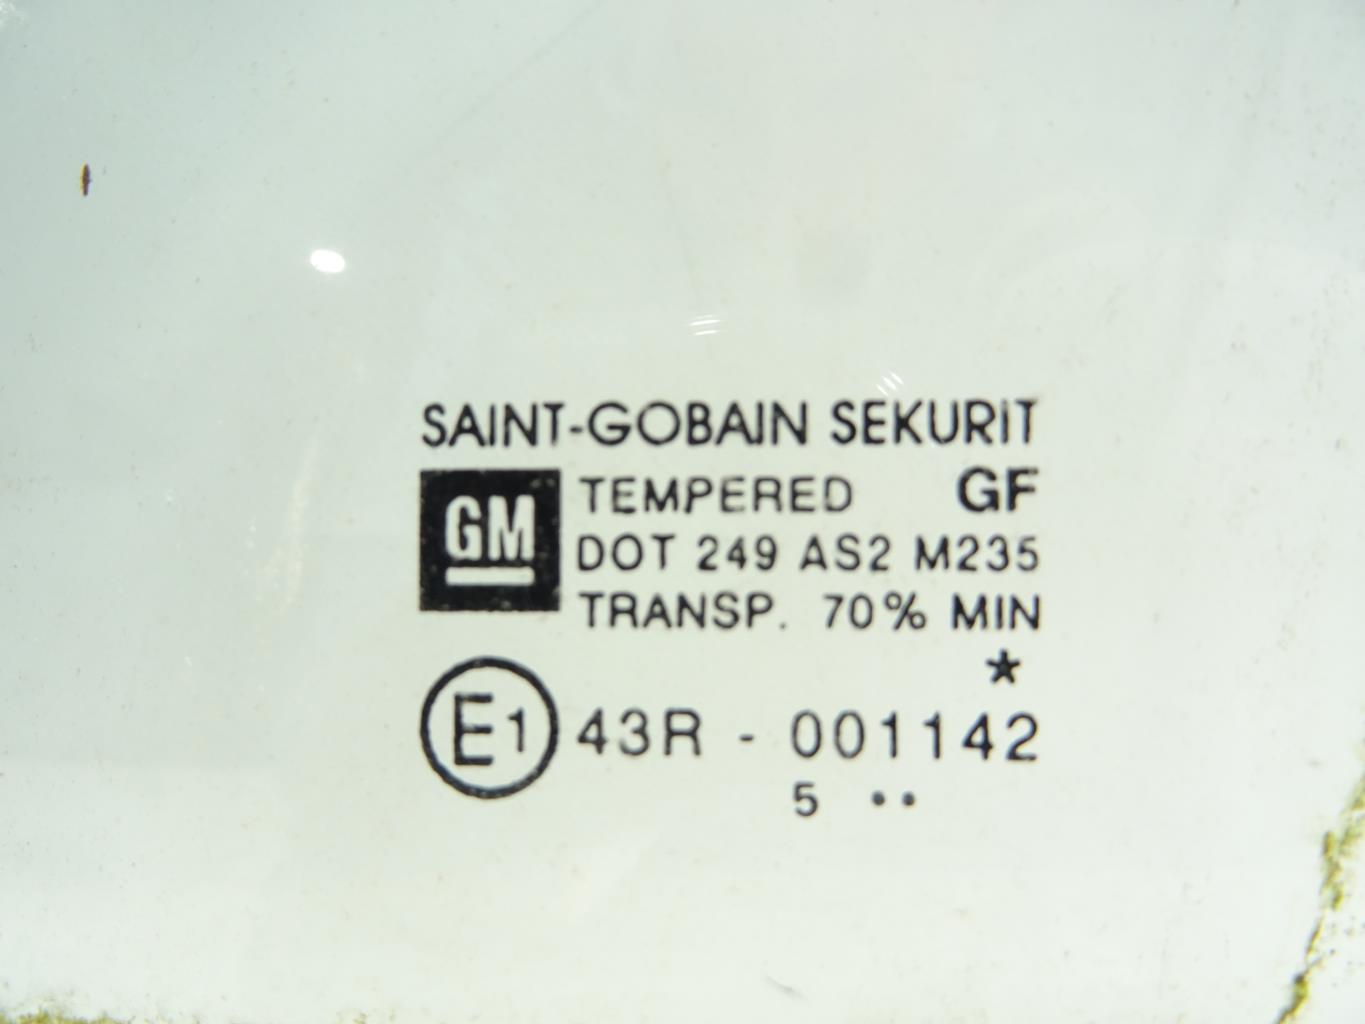 SAINT-GOBAIN SEKURIT
GM
TEMPERED GF
DOT 249 AS2 M235
TRANSP. 70% MIN
*
E1 43R - 001142
5 ••